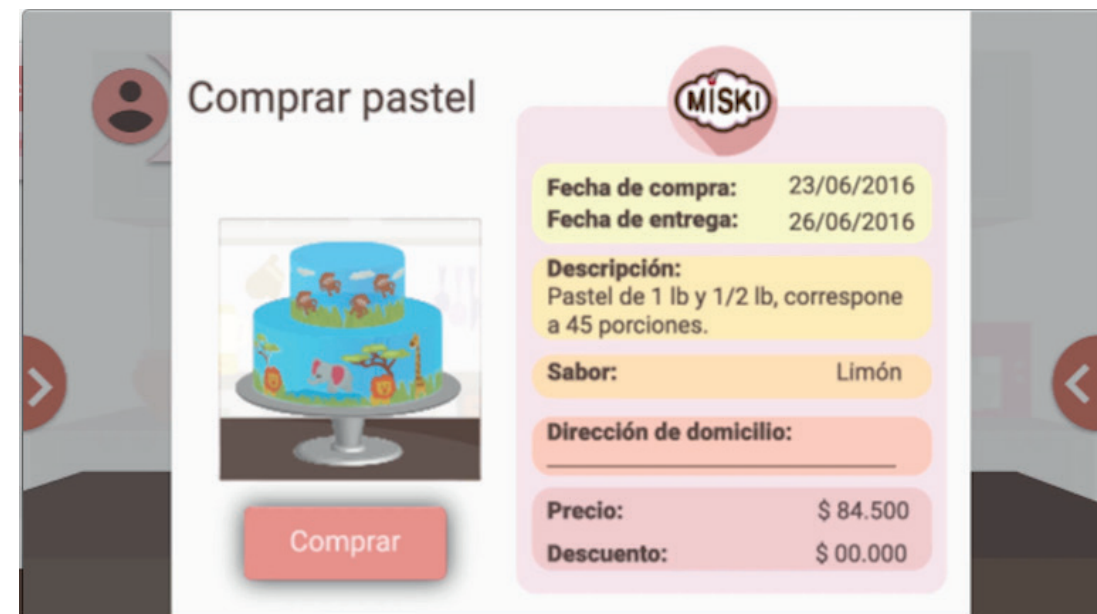 Comprar pastel
MISKI
Fecha de compra: 23/06/2016
Fecha de entrega: 26/06/2016
Descripción:
Pastel de 1 lb y 1/2 lb, correspone
a 45 porciones.
Sabor: Limón
Dirección de domicilio:
Precio: $ 84.500
Descuento: $ 00.000
Comprar